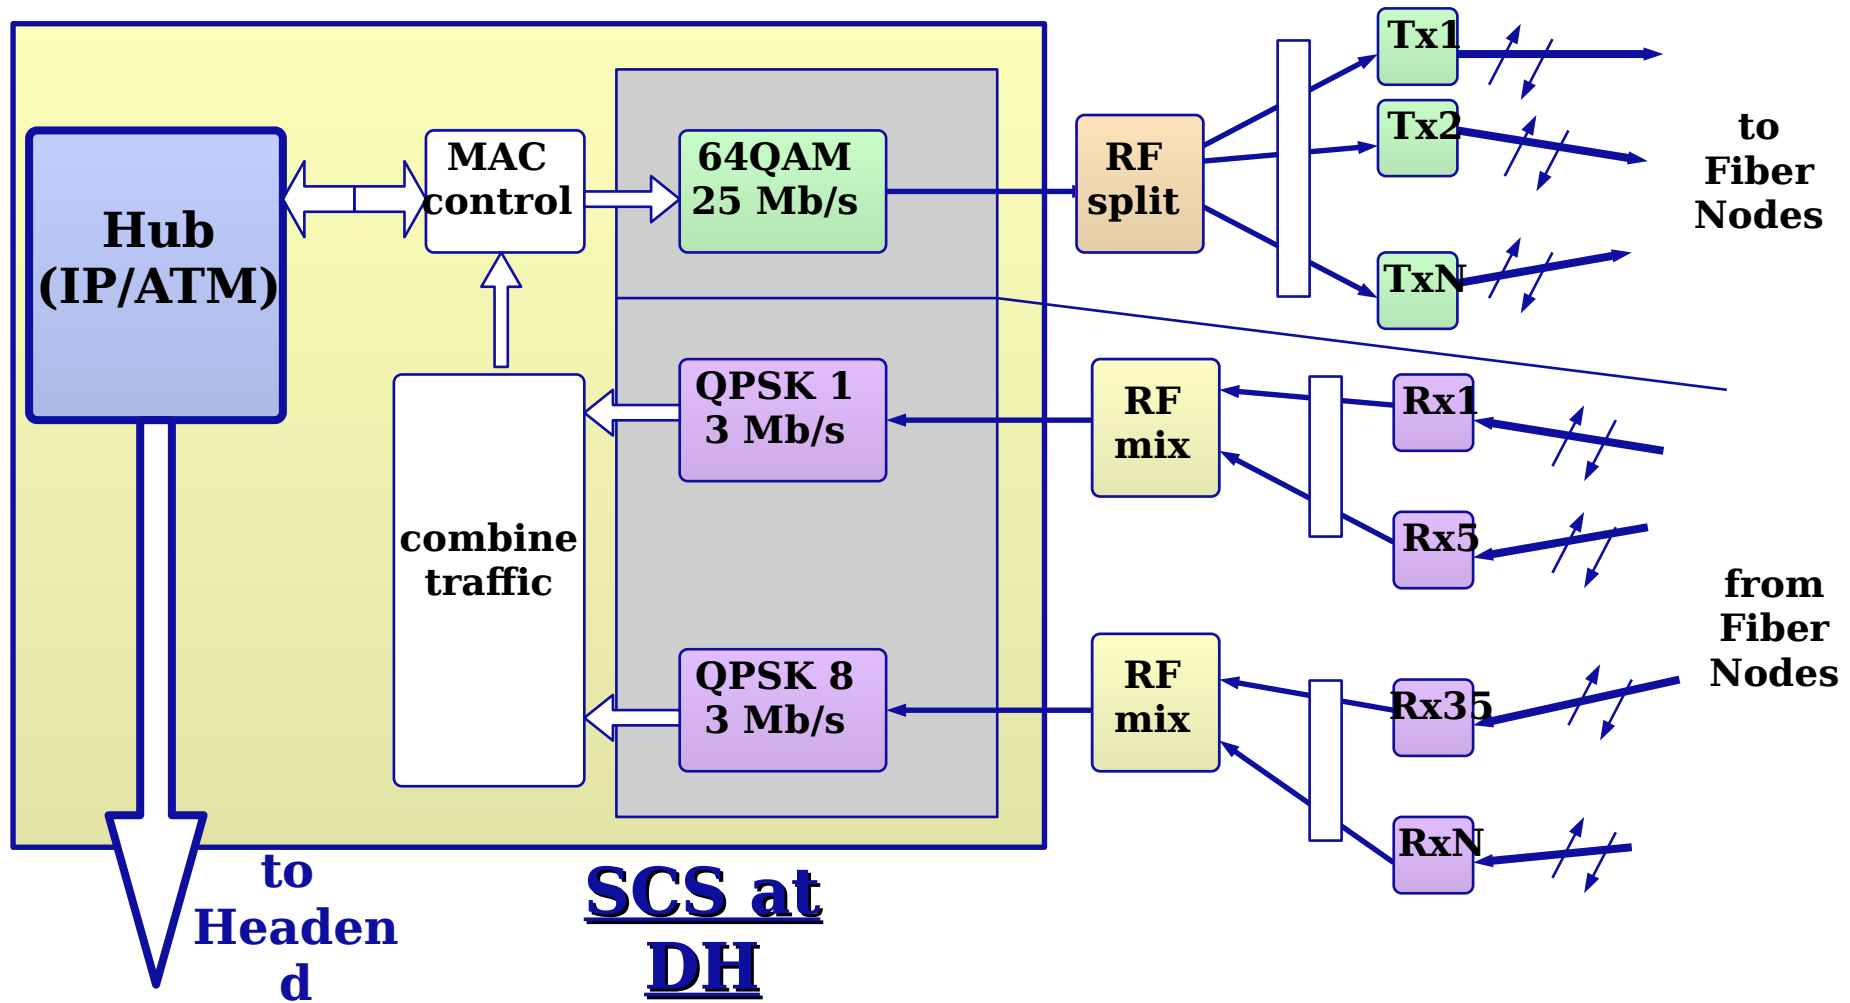 Hub
(IP/ATM)
MAC
control
64QAM
25 Mb/s
RF
split
Tx1
Tx2
TxN
to
Fiber
Nodes
combine
traffic
QPSK 1
3 Mb/s
RF
mix
Rx1
Rx5
QPSK 8
3 Mb/s
RF
mix
Rx35
RxN
from
Fiber
Nodes
to
Headen
d
SCS at
DH